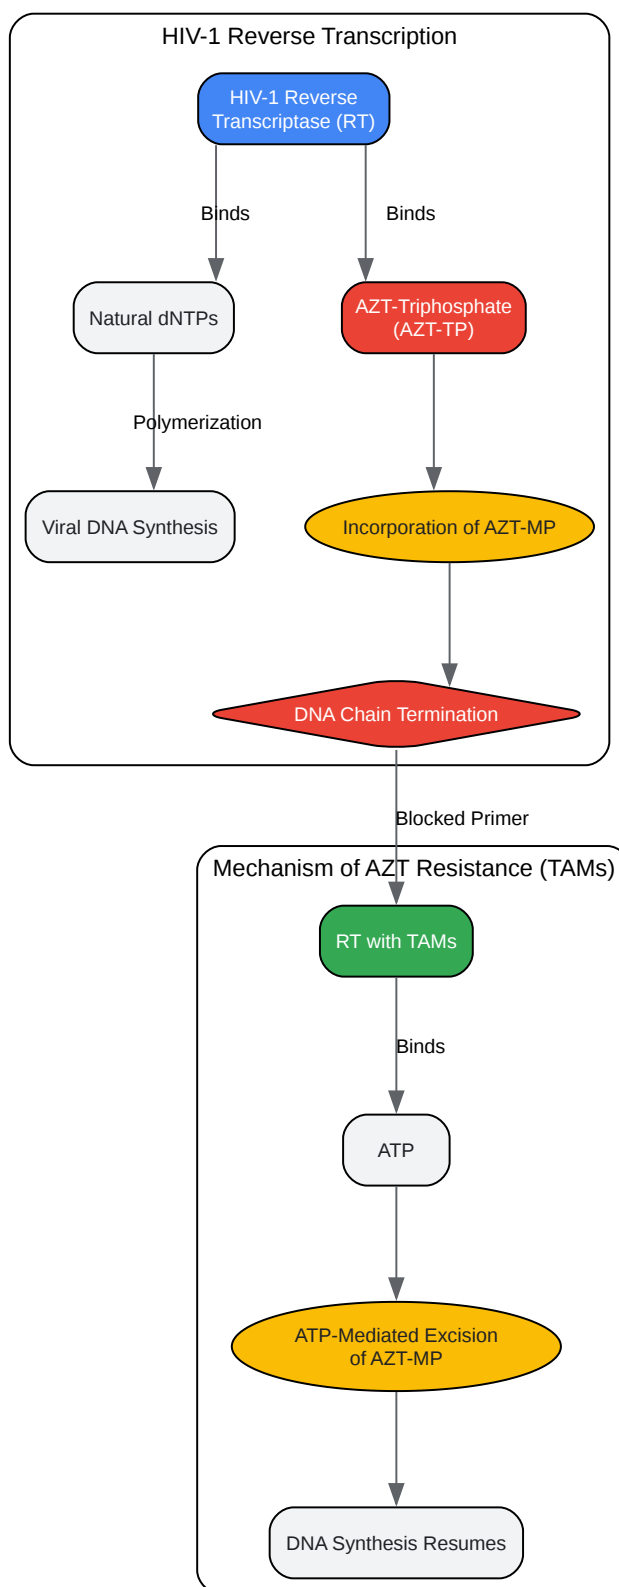 HIV-1 Reverse Transcription
HIV-1 Reverse
Transcriptase (RT)
Binds
Binds
Natural dNTPs
AZT-Triphosphate
(AZT-TP)
Polymerization
Viral DNA Synthesis
Incorporation of AZT-MP
DNA Chain Termination
Blocked Primer
Mechanism of AZT Resistance (TAMs)
RT with TAMs
Binds
ATP
ATP-Mediated Excision
of AZT-MP
DNA Synthesis Resumes